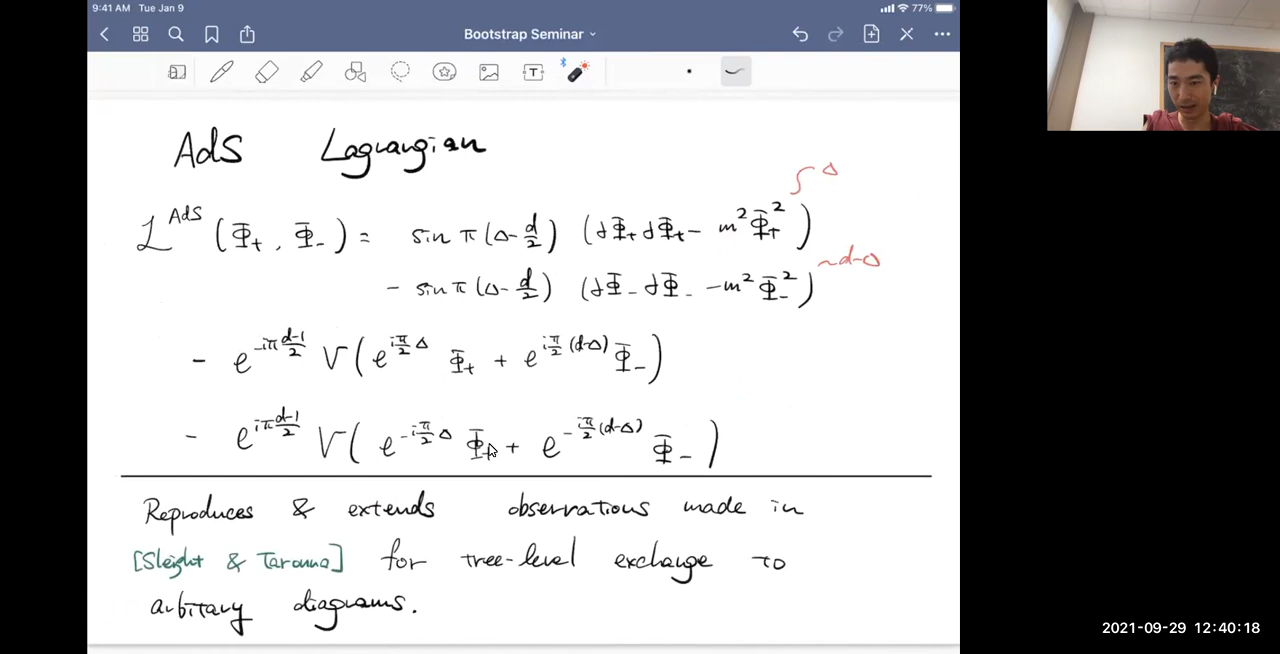 9:41 AM Tue Jan 9
77%
Bootstrap Seminar
T
AdS Lagrangian
∫ Δ
ℒ^AdS (Φ₊, Φ₋) = sin π(Δ-d/2) (∂Φ₊∂Φ₊ - m²Φ₊²)
~d-Δ
- sin π(Δ-d/2) (∂Φ₋∂Φ₋ - m²Φ₋²)
- e^{-iπ(d-1)/2} V(e^{iπ/2 Δ} Φ₊ + e^{iπ/2 (d-Δ)} Φ₋)
- e^{iπ(d-1)/2} V(e^{-iπ/2 Δ} Φ₊ + e^{-iπ/2 (d-Δ)} Φ₋)
Reproduces & extends observations made in
[Sleight & Taronna] for tree-level exchange to
arbitary diagrams.
2021-09-29 12:40:18